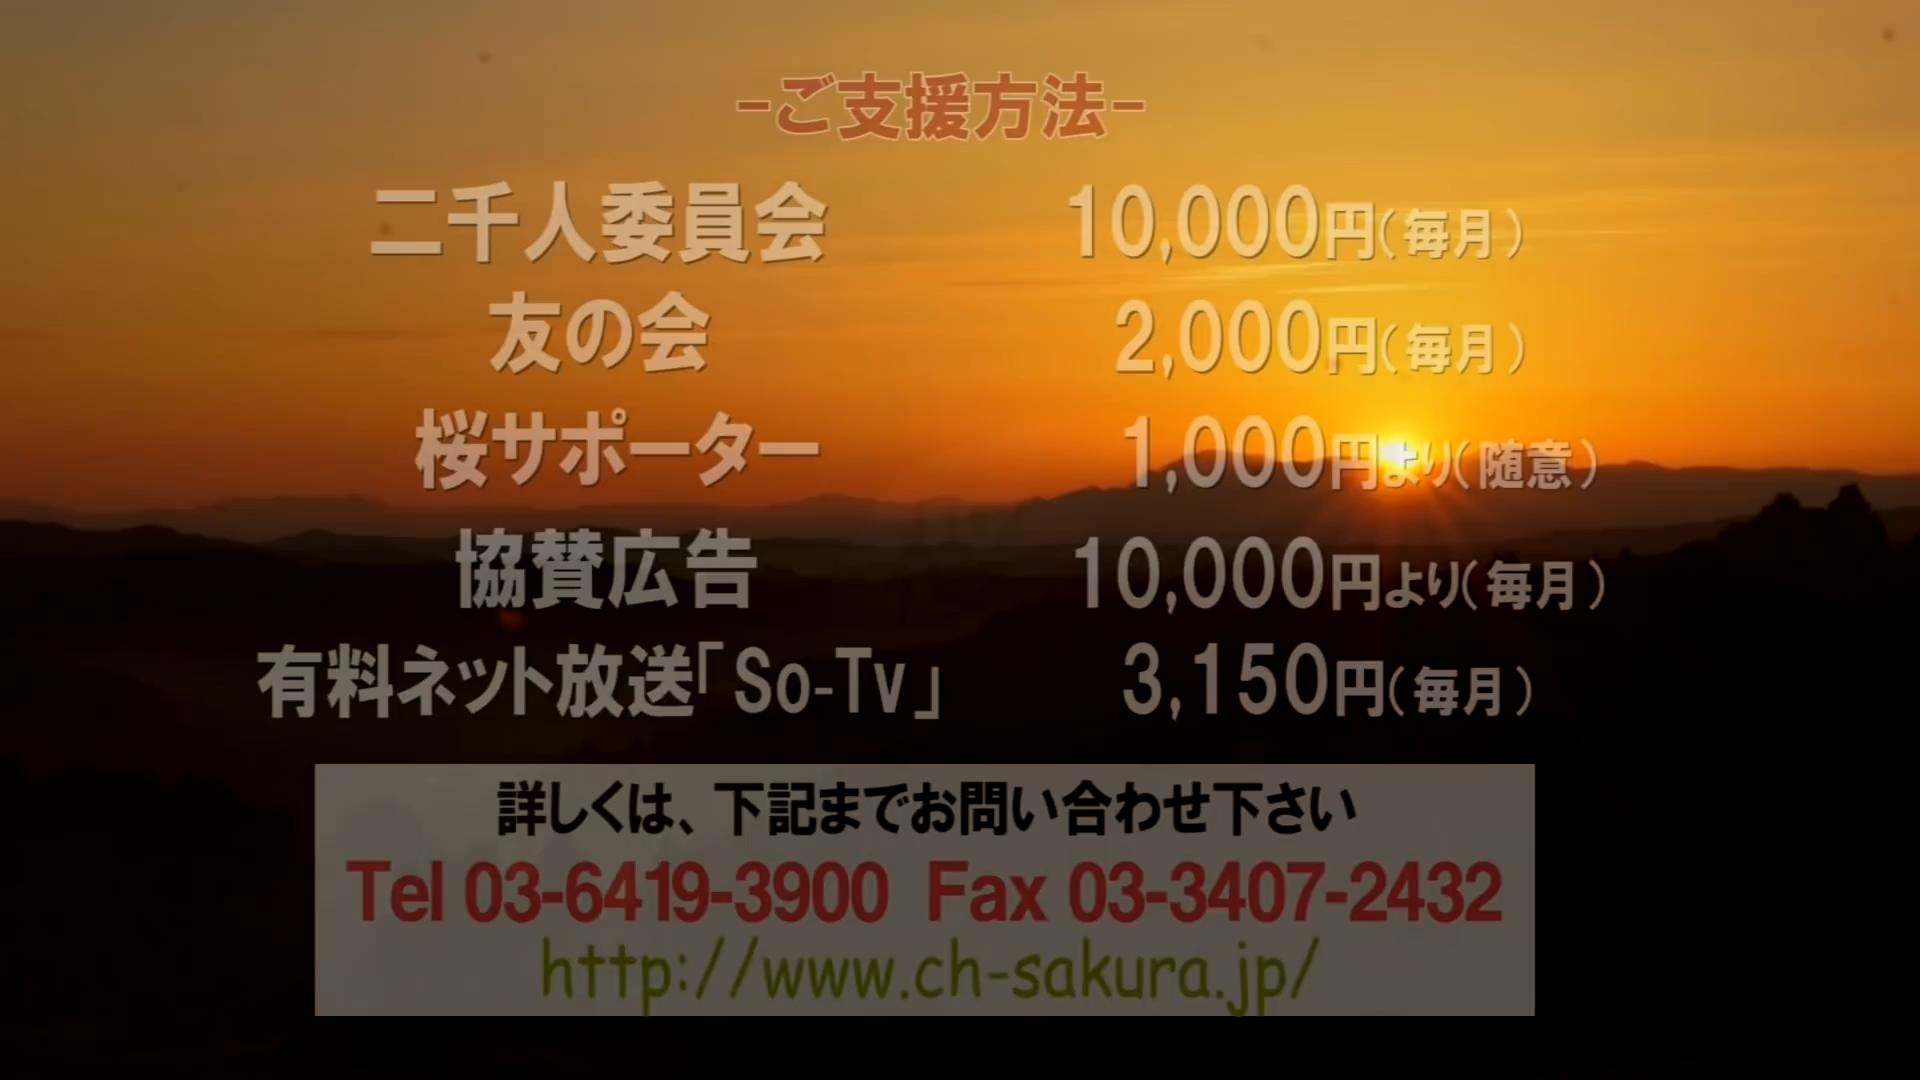 -ご支援方法-
二千人委員会 10,000円(毎月)
友の会 2,000円(毎月)
桜サポーター 1,000円より(随意)
協賛広告 10,000円より(毎月)
有料ネット放送「So-Tv」 3,150円(毎月)
詳しくは、下記までお問い合わせ下さい
Tel 03-6419-3900 Fax 03-3407-2432
http://www.ch-sakura.jp/